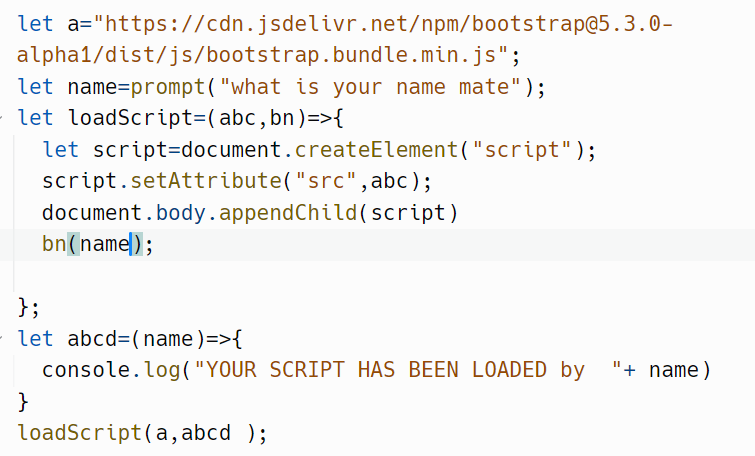 let a="https://cdn.jsdelivr.net/npm/bootstrap@5.3.0-
alpha1/dist/js/bootstrap.bundle.min.js";
let name=prompt("what is your name mate");
let loadScript=(abc,bn)=>{
  let script=document.createElement("script");
  script.setAttribute("src",abc);
  document.body.appendChild(script)
  bn(name);

};
let abcd=(name)=>{
  console.log("YOUR SCRIPT HAS BEEN LOADED by  "+ name)
}
loadScript(a,abcd );